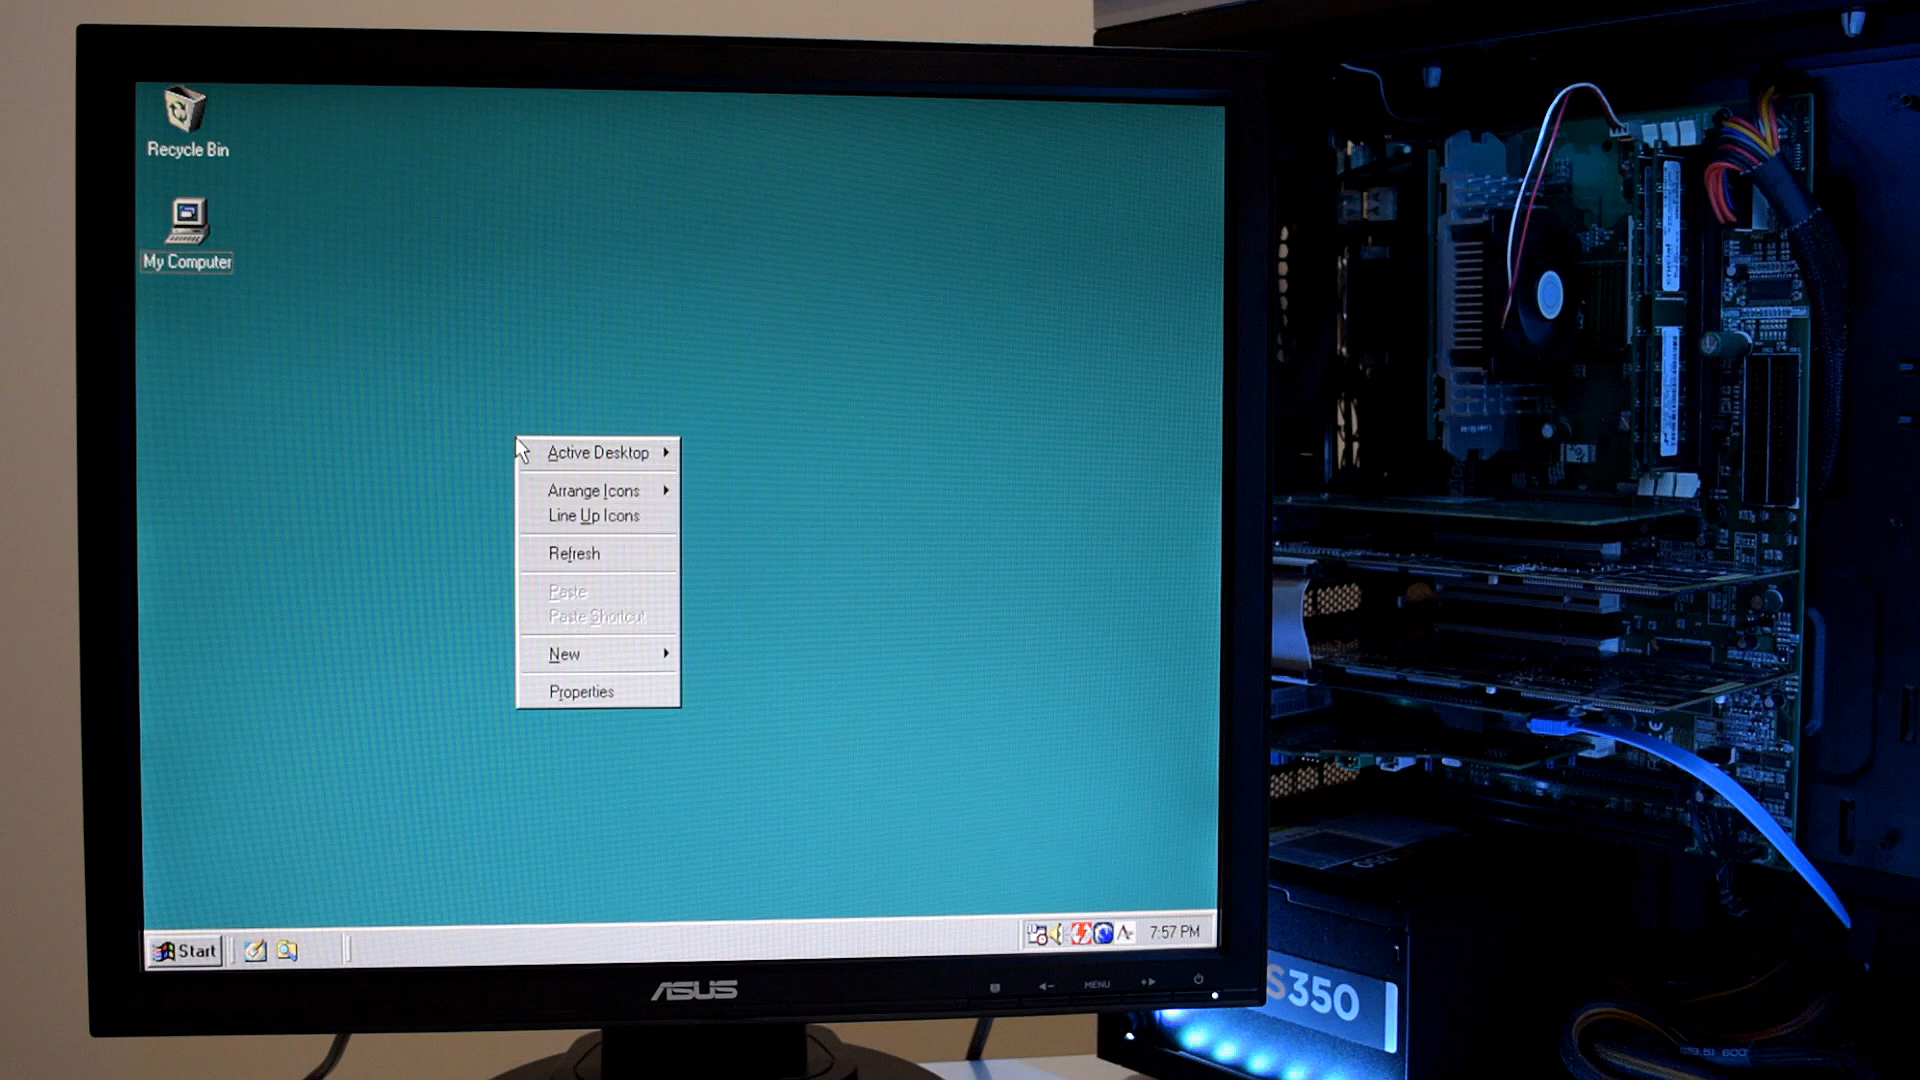 Recycle Bin
My Computer
Active Desktop
Arrange Icons
Line Up Icons
Refresh
Paste
Paste Shortcut
New
Properties
Start
7:57 PM
ASUS
MENU
S350